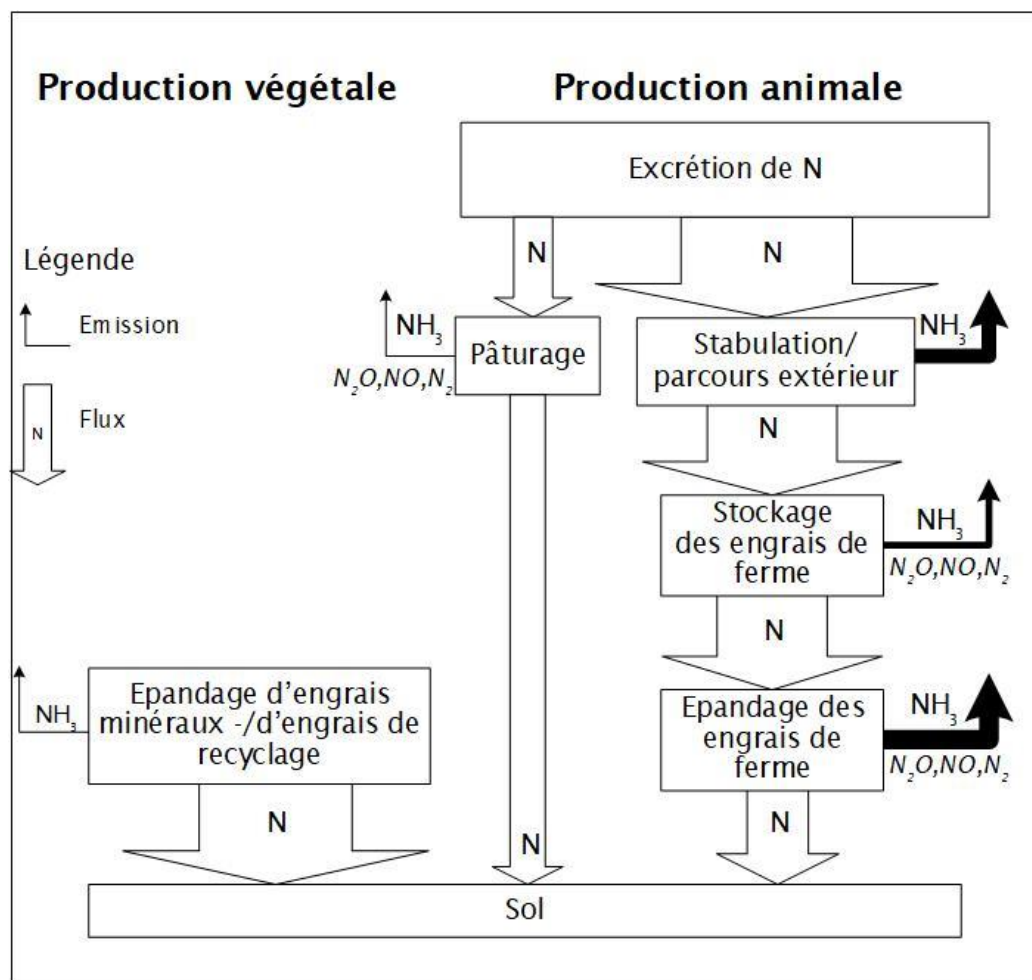 Production végétale
Production animale
Excrétion de N
N
N
Légende
Emission
N
Flux
NH3
N2O,NO,N2
Pâturage
Stabulation/
parcours extérieur
NH3
N
Stockage
des engrais de
ferme
NH3
N2O,NO,N2
N
Epandage d'engrais
minéraux -/d'engrais de
recyclage
NH3
Epandage des
engrais de
ferme
NH3
N2O,NO,N2
N
N
N
Sol